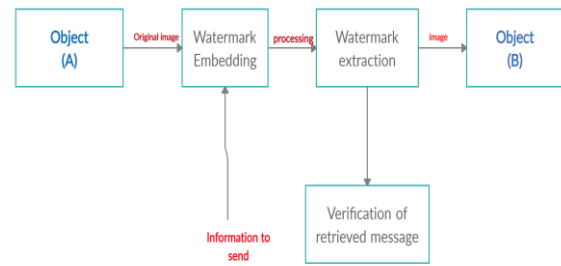 Object
(A)
Original image
Watermark
Embedding
processing
Watermark
extraction
image
Object
(B)
Information to
send
Verification of
retrieved message